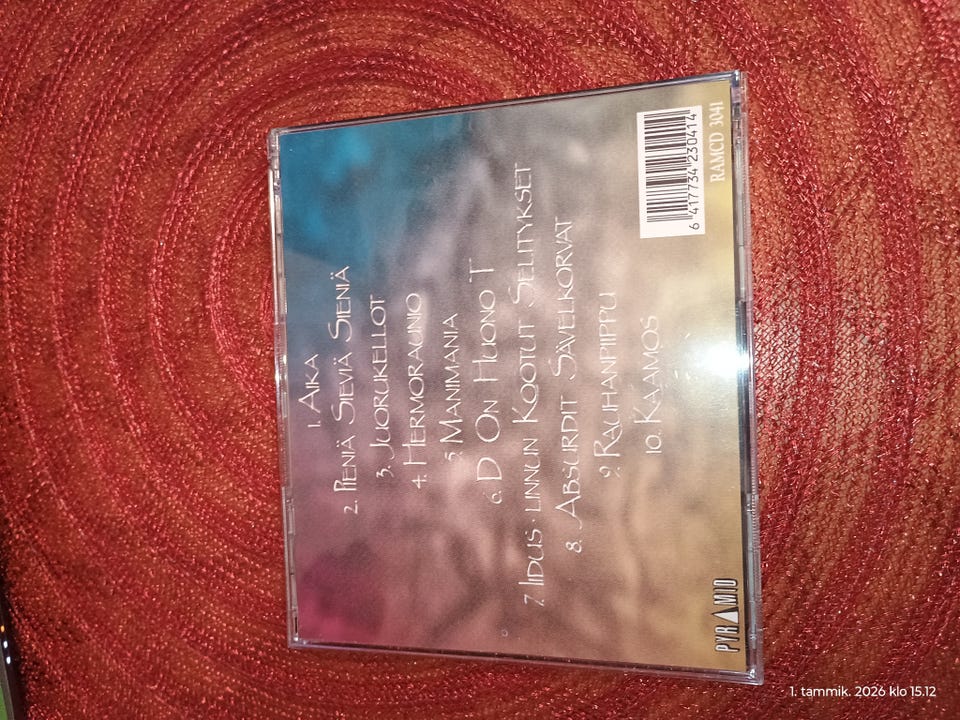 1. Aika
2. Pieniä Sieviä Sieniä
3. Juorukellot
4. Hermoraunio
5. Manimania
6. D On Huono T
7. Iidus · linnun Kootut Selitykset
8. Absurdit Sävelkorvat
9. Rauhanpiippu
10. Kaamos
6 417734 230414
RAMCD 3041
PYRAMID
1. tammik. 2026 klo 15.12